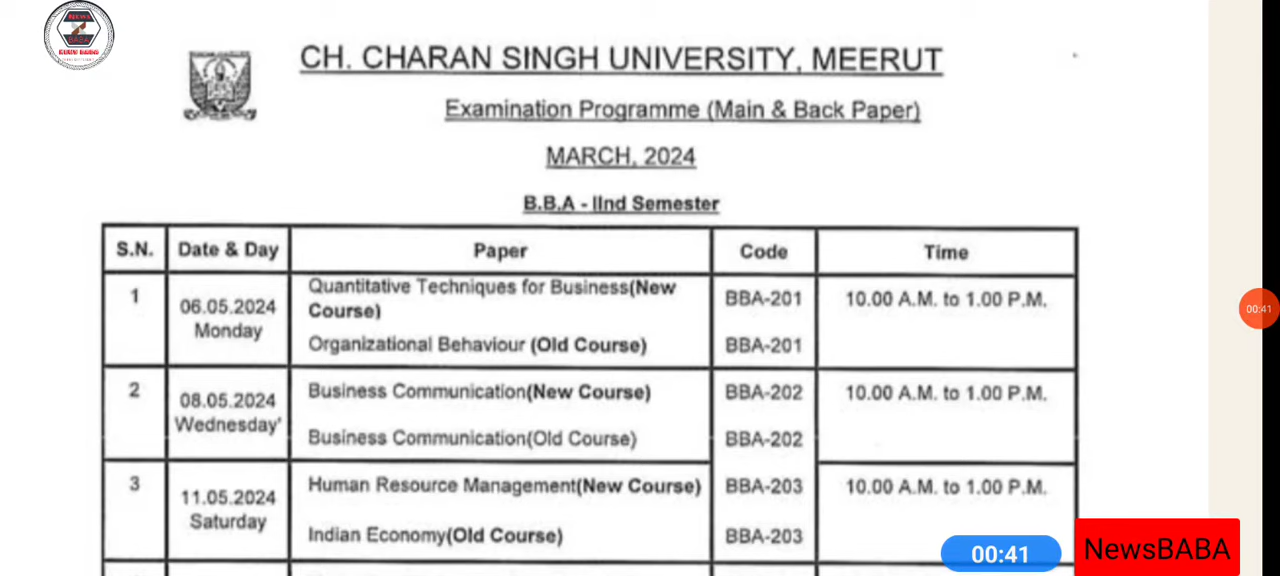 NEWS
BABA
CH. CHARAN SINGH UNIVERSITY, MEERUT
Examination Programme (Main & Back Paper)
MARCH, 2024
B.B.A - IInd Semester
S.N. Date & Day Paper Code Time
1 06.05.2024 Monday Quantitative Techniques for Business(New Course) BBA-201 10.00 A.M. to 1.00 P.M.
Organizational Behaviour (Old Course) BBA-201
2 08.05.2024 Wednesday' Business Communication(New Course) BBA-202 10.00 A.M. to 1.00 P.M.
Business Communication(Old Course) BBA-202
3 11.05.2024 Saturday Human Resource Management(New Course) BBA-203 10.00 A.M. to 1.00 P.M.
Indian Economy(Old Course) BBA-203
00:41
00:41
NewsBABA